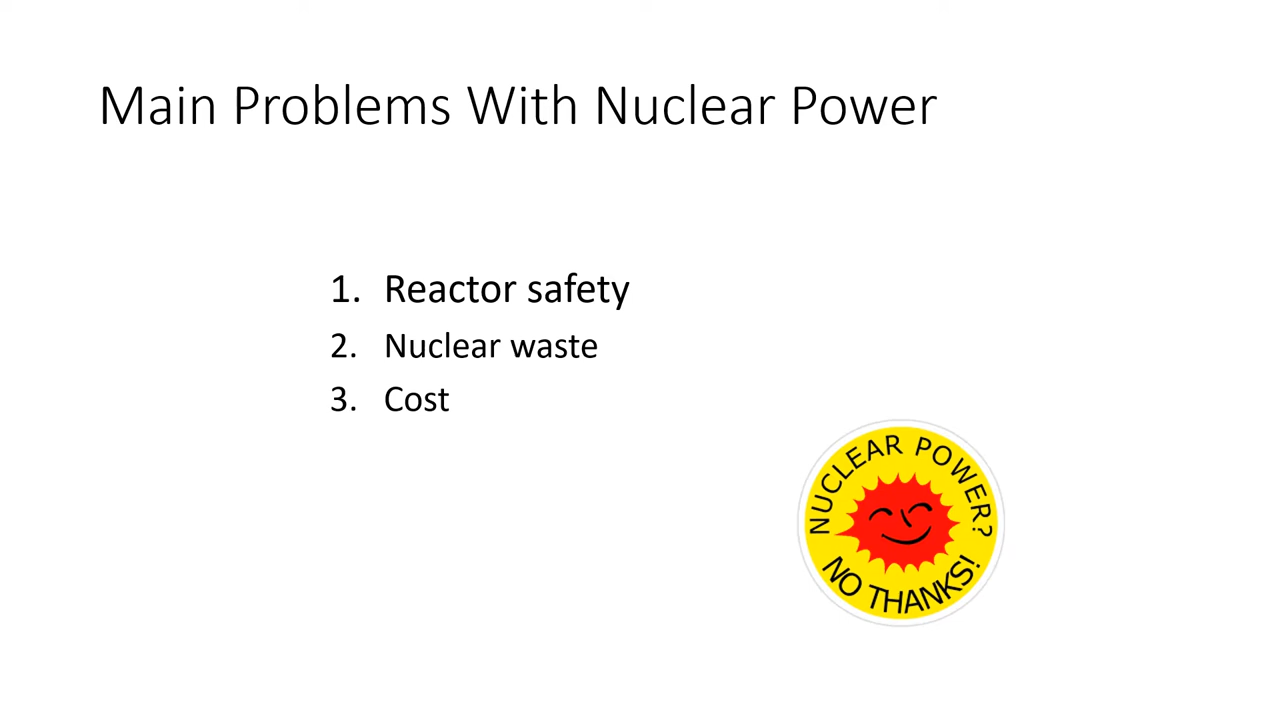 Main Problems With Nuclear Power
1. Reactor safety
2. Nuclear waste
3. Cost
NUCLEAR POWER?
NO THANKS!